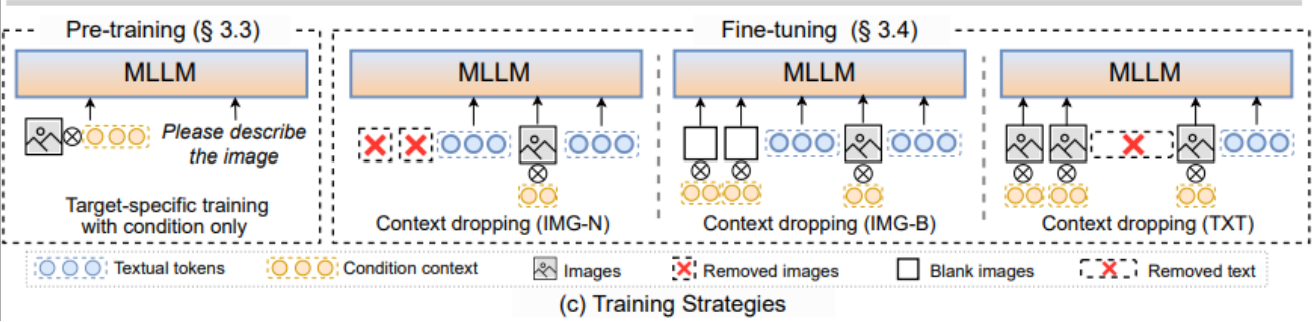 Pre-training (§ 3.3)
Fine-tuning (§ 3.4)
MLLM
MLLM
MLLM
MLLM
Please describe
the image
Target-specific training
with condition only
Context dropping (IMG-N)
Context dropping (IMG-B)
Context dropping (TXT)
Textual tokens
Condition context
Images
Removed images
Blank images
Removed text
(c) Training Strategies